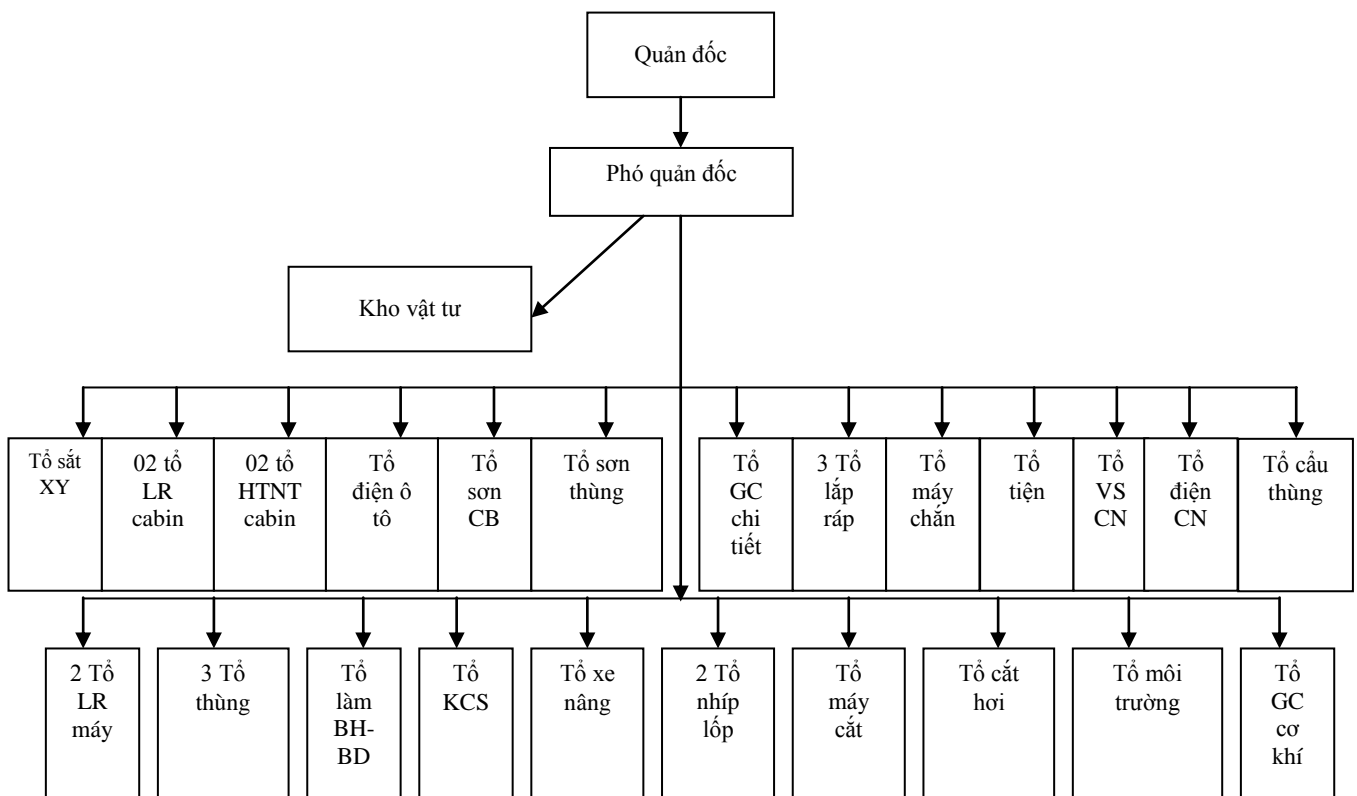 Quản đốc
Phó quản đốc
Kho vật tư
Tổ sắt
XY
02 tổ
LR
cabin
02 tổ
HTNT
cabin
Tổ
điện ô
tô
Tổ
sơn
CB
Tổ sơn
thùng
Tổ
GC
chi
tiết
3 Tổ
lắp
ráp
Tổ
máy
chấn
Tổ
tiện
Tổ
VS
CN
Tổ
điện
CN
Tổ cẩu
thùng
2 Tổ
LR
máy
3 Tổ
thùng
Tổ
làm
BH-
BD
Tổ
KCS
Tổ xe
nâng
2 Tổ
nhíp
lốp
Tổ
máy
cắt
Tổ cắt
hơi
Tổ môi
trường
Tổ
GC
cơ
khí